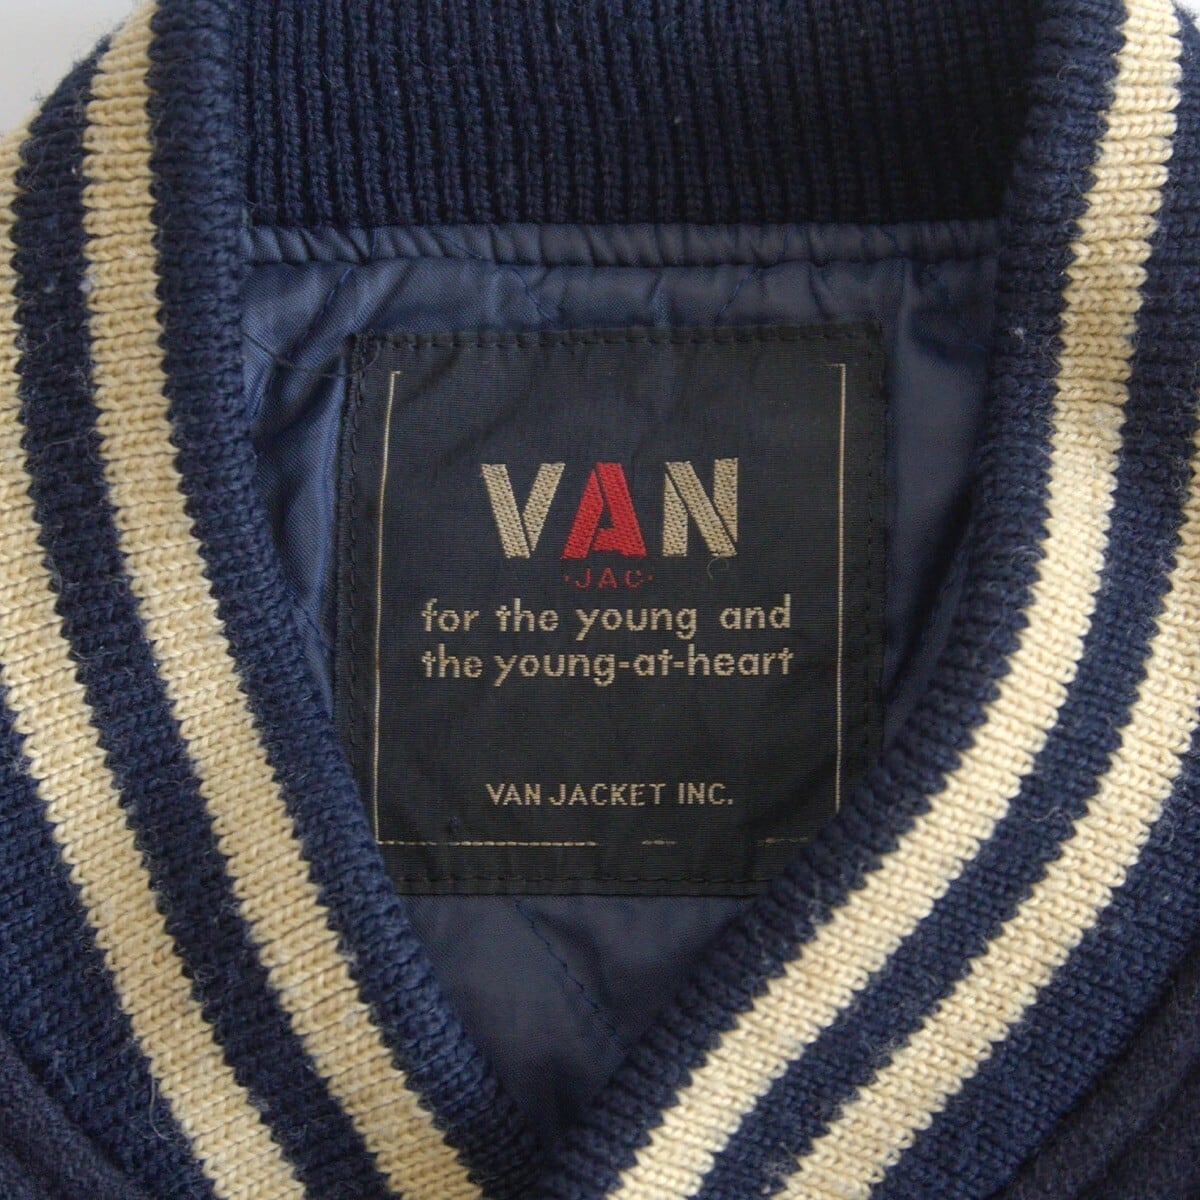 VAN
·JAC·
for the young and
the young-at-heart
VAN JACKET INC.